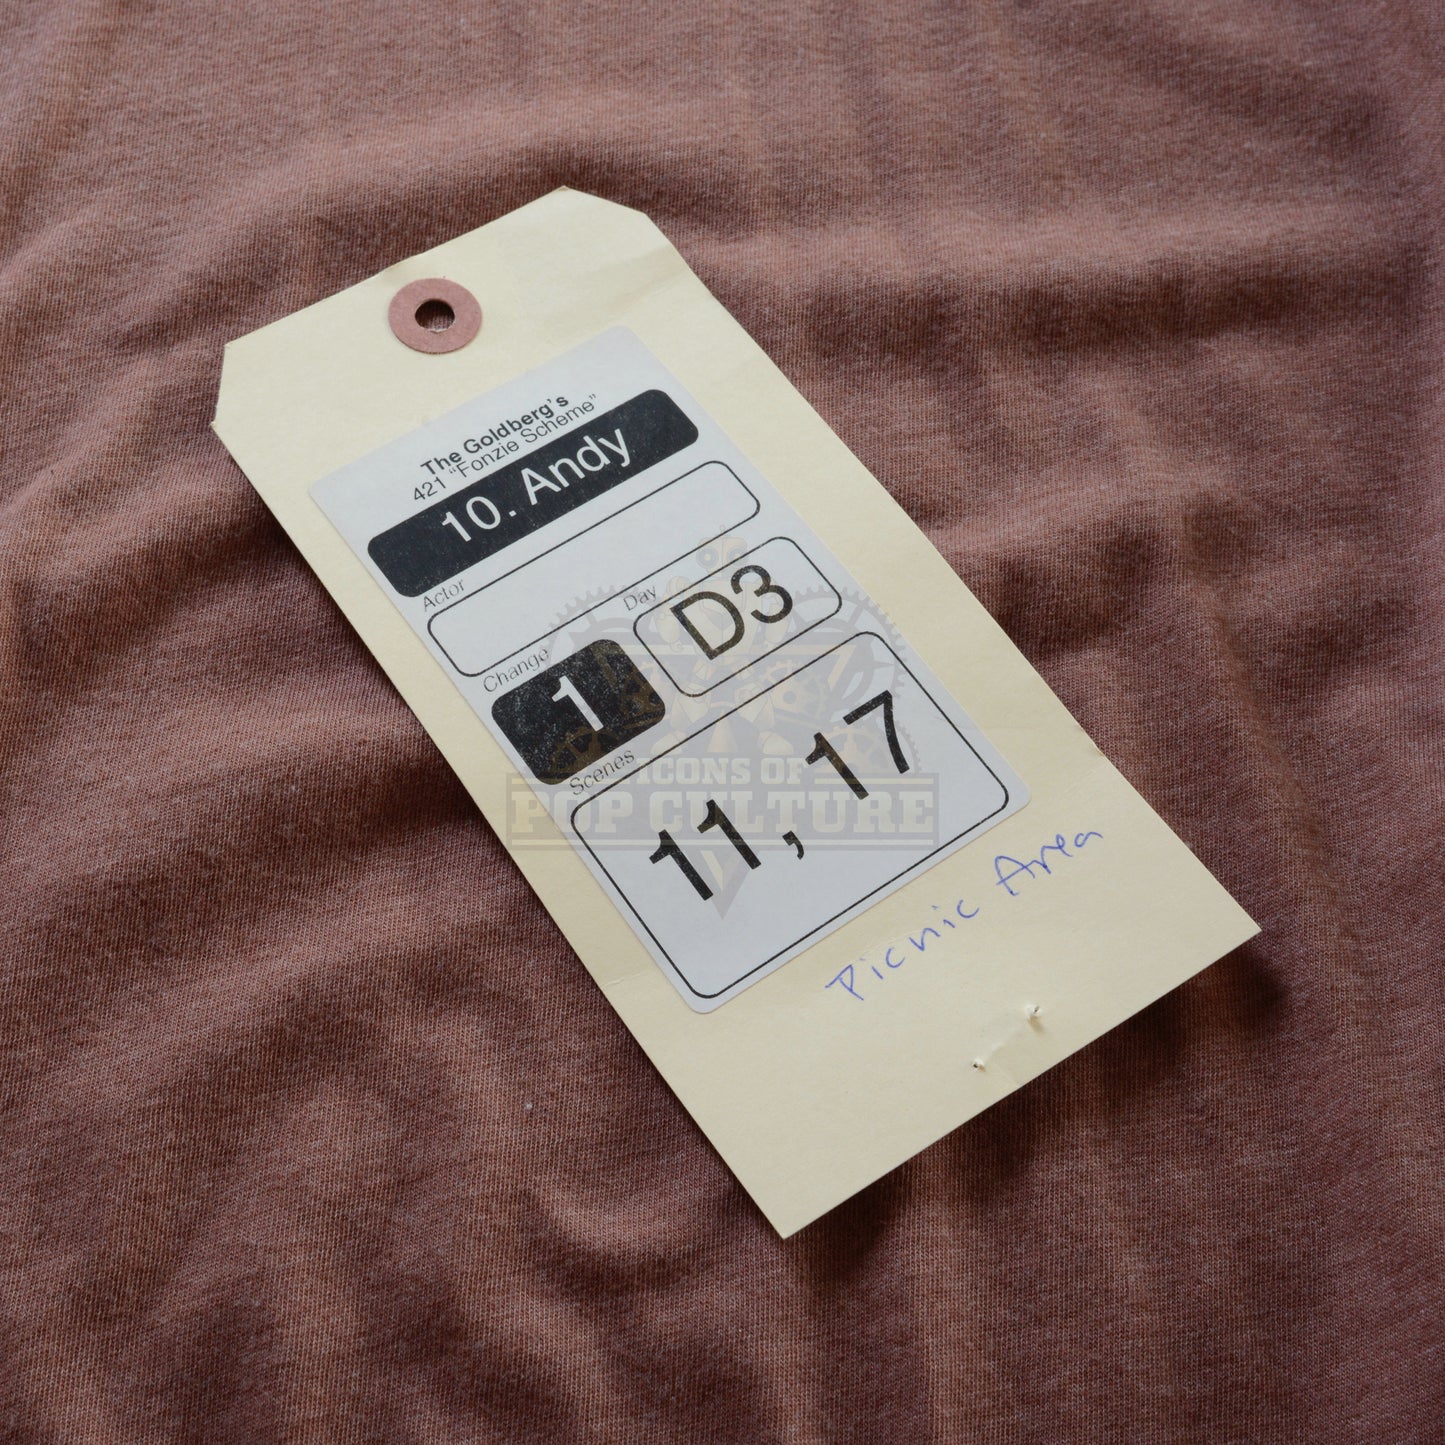 The Goldberg's
421 "Fonzie Scheme"
10. Andy
Actor
Change
Day
1
D3
Scenes
11, 17
Picnic Area
ICONS OF
POP CULTURE